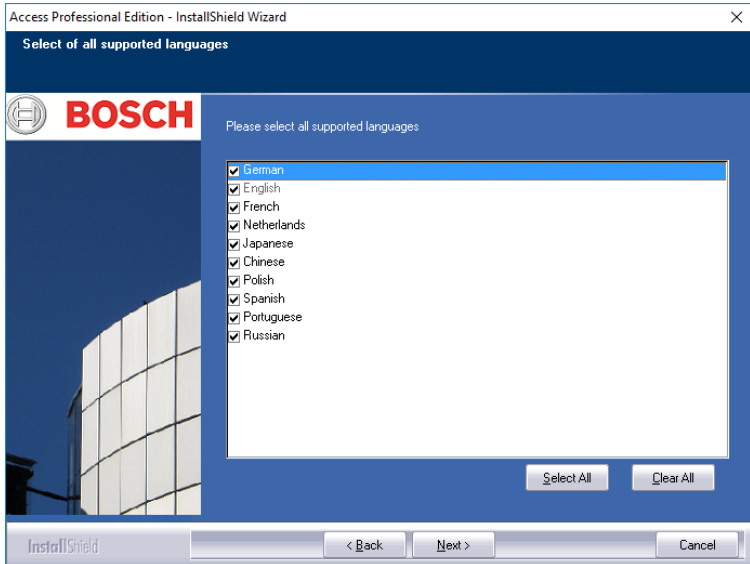 Access Professional Edition - InstallShield Wizard
Select of all supported languages
BOSCH
Please select all supported languages
German
English
French
Netherlands
Japanese
Chinese
Polish
Spanish
Portuguese
Russian
Select All
Clear All
InstallShield
< Back
Next >
Cancel